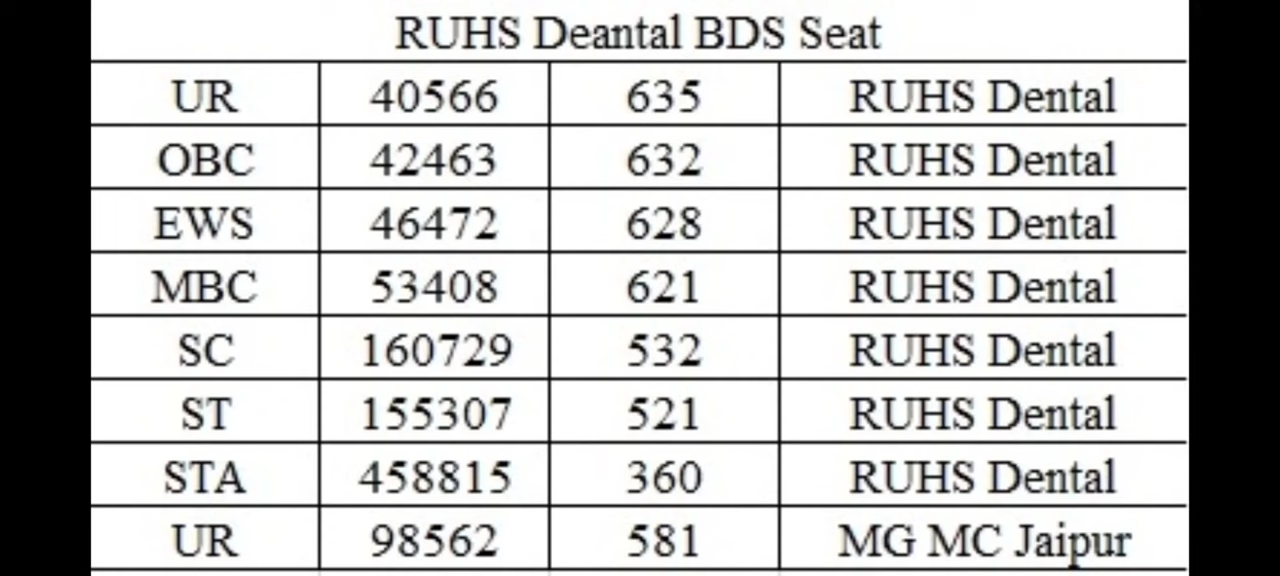 RUHS Deantal BDS Seat
UR 40566 635 RUHS Dental
OBC 42463 632 RUHS Dental
EWS 46472 628 RUHS Dental
MBC 53408 621 RUHS Dental
SC 160729 532 RUHS Dental
ST 155307 521 RUHS Dental
STA 458815 360 RUHS Dental
UR 98562 581 MG MC Jaipur